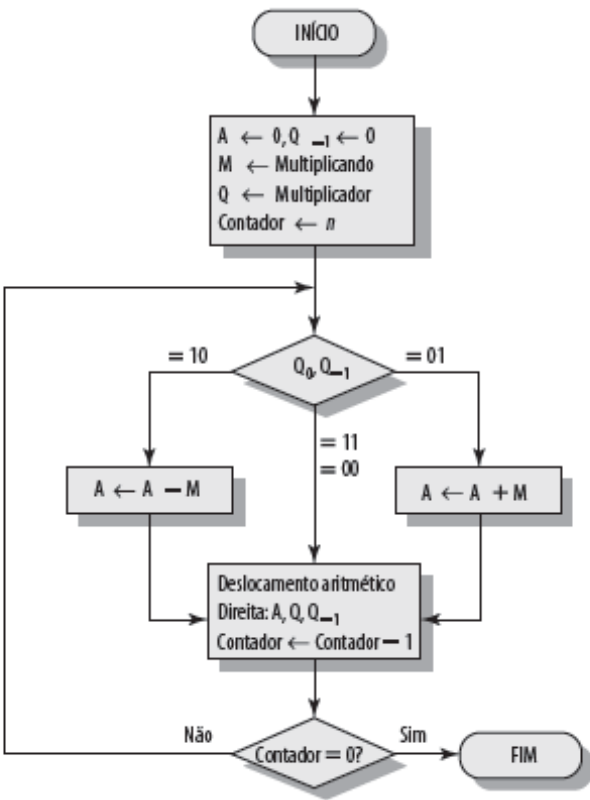 INÍCIO
A ← 0, Q₋₁ ← 0
M ← Multiplicando
Q ← Multiplicador
Contador ← n
= 10
Q₀, Q₋₁
= 01
= 11
= 00
A ← A − M
A ← A + M
Deslocamento aritmético
Direita: A, Q, Q₋₁
Contador ← Contador − 1
Não
Contador = 0?
Sim
FIM